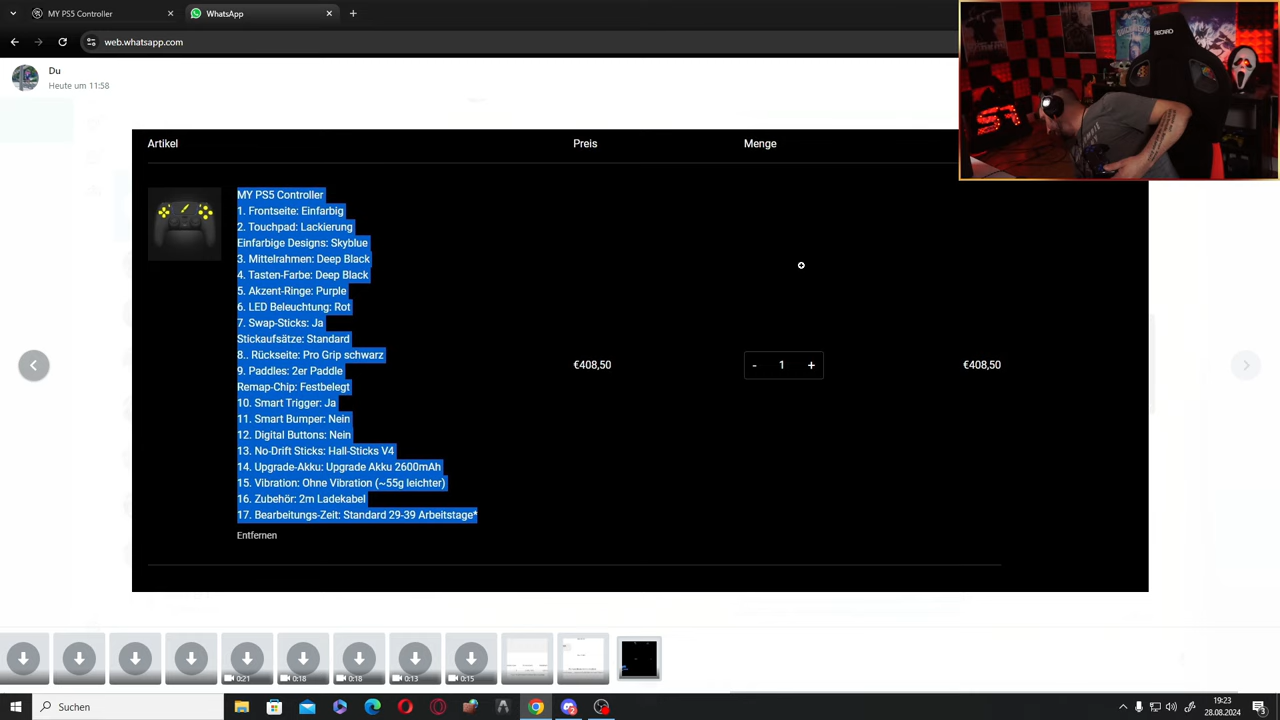 MY PS5 Controller
WhatsApp
web.whatsapp.com
Du
Heute um 11:58
RECARO
SR
Artikel Preis Menge
MY PS5 Controller
1. Frontseite: Einfarbig
2. Touchpad: Lackierung
Einfarbige Designs: Skyblue
3. Mittelrahmen: Deep Black
4. Tasten-Farbe: Deep Black
5. Akzent-Ringe: Purple
6. LED Beleuchtung: Rot
7. Swap-Sticks: Ja
Stickaufsätze: Standard
8.. Rückseite: Pro Grip schwarz
9. Paddles: 2er Paddle
Remap-Chip: Festbelegt
10. Smart Trigger: Ja
11. Smart Bumper: Nein
12. Digital Buttons: Nein
13. No-Drift Sticks: Hall-Sticks V4
14. Upgrade-Akku: Upgrade Akku 2600mAh
15. Vibration: Ohne Vibration (~55g leichter)
16. Zubehör: 2m Ladekabel
17. Bearbeitungs-Zeit: Standard 29-39 Arbeitstage*
Entfernen
€408,50 - 1 + €408,50
0:21 0:18 0:18 0:13 0:15
Suchen
19:23
28.08.2024
3